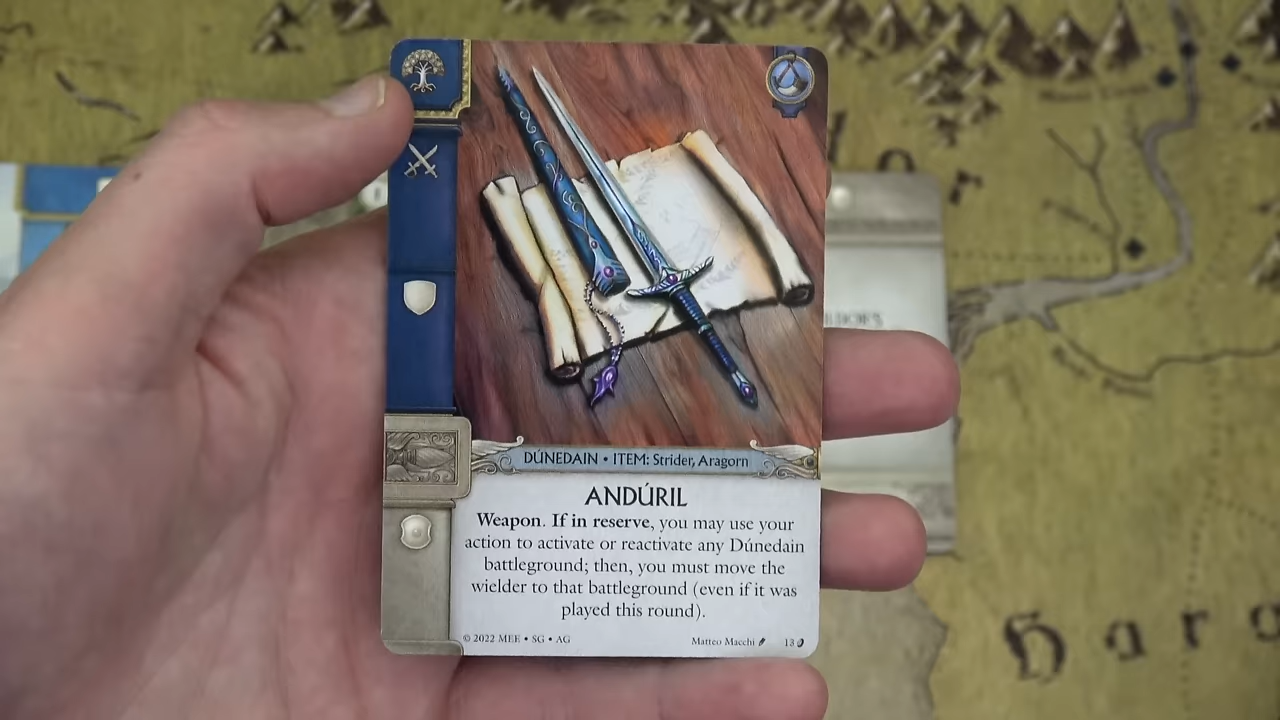 DÚNEDAIN • ITEM: Strider, Aragorn
ANDÚRIL
Weapon. If in reserve, you may use your
action to activate or reactivate any Dúnedain
battleground; then, you must move the
wielder to that battleground (even if it was
played this round).
© 2022 MEE • SG • AG
Matteo Macchi
13
Hara